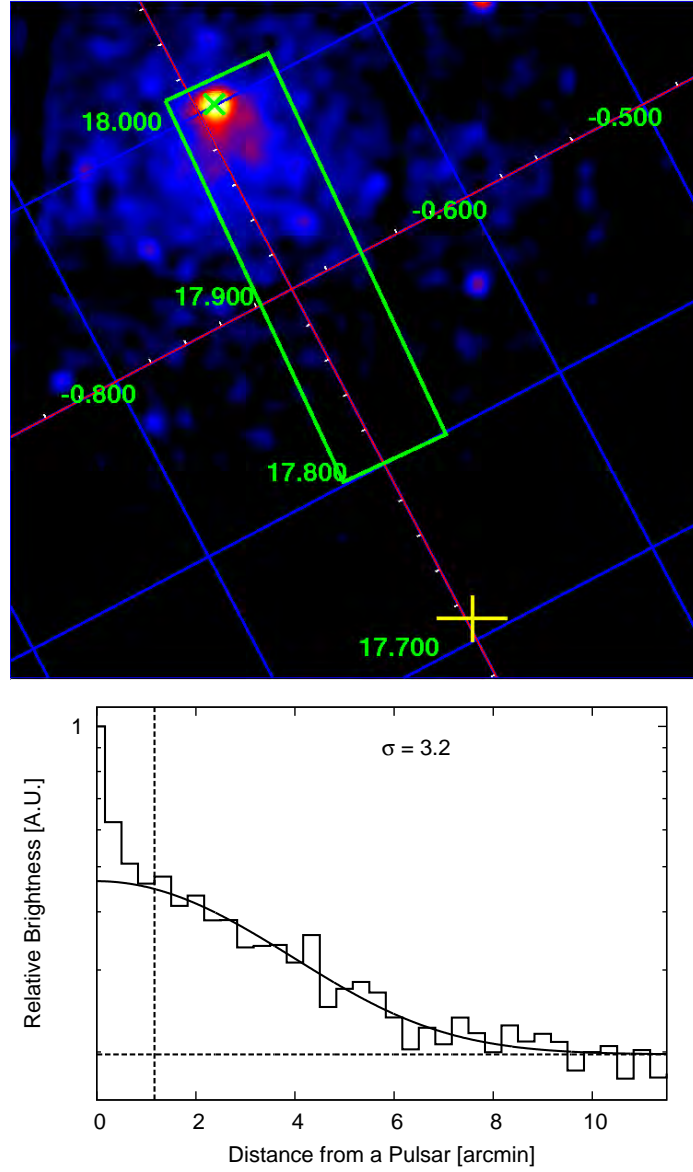 18.000
-0.500
-0.600
17.900
-0.800
17.800
17.700
1
σ = 3.2
Relative Brightness [A.U.]
0 2 4 6 8 10
Distance from a Pulsar [arcmin]